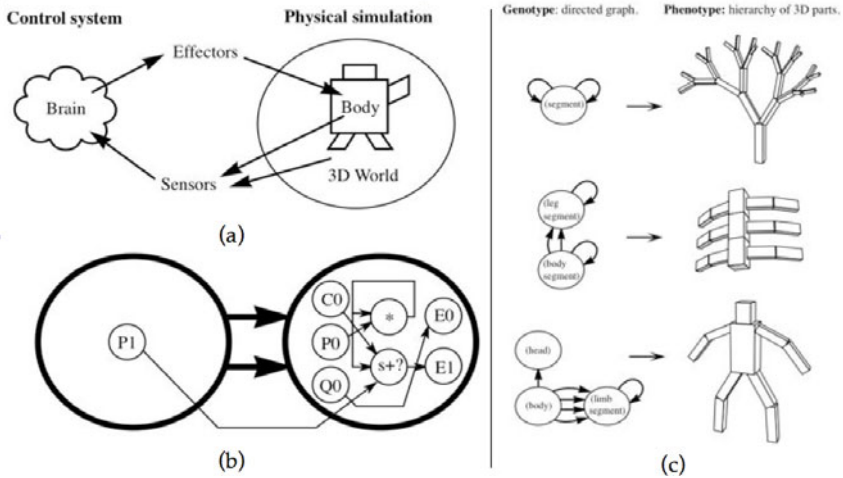 Control system
Physical simulation
Effectors
Brain
Body
Sensors
3D World
(a)
P1
C0
P0
Q0
*
s+?
E0
E1
(b)
Genotype: directed graph.
Phenotype: hierarchy of 3D parts.
(segment)
(leg
segment)
(body
segment)
(head)
(body)
(limb
segment)
(c)